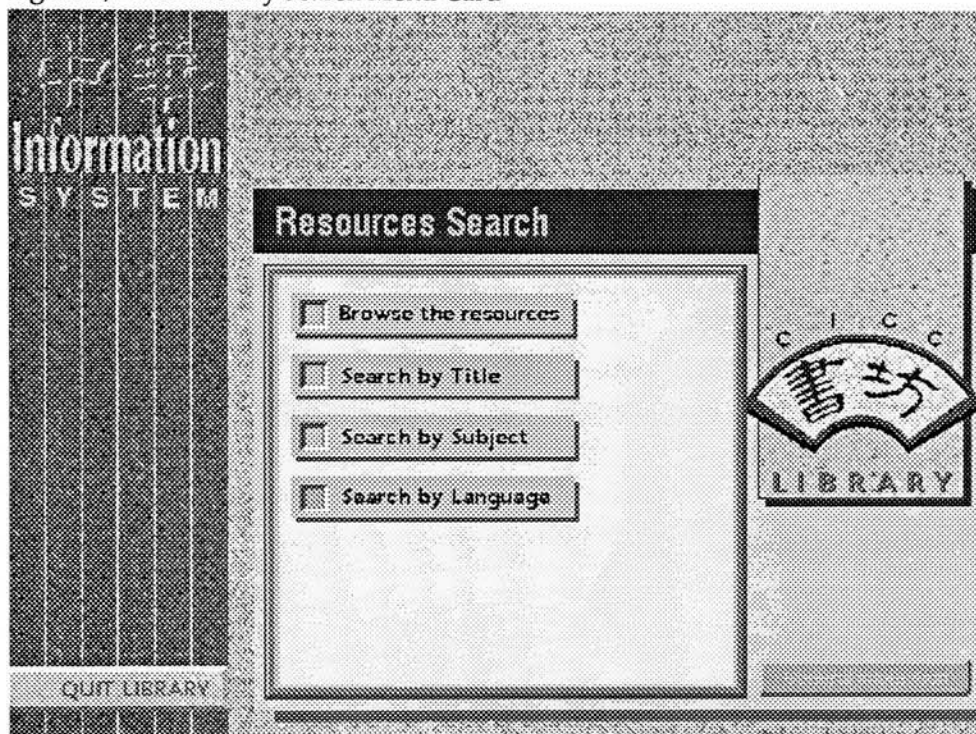 Information
SYSTEM
Resources Search
Browse the resources
Search by Title
Search by Subject
Search by Language
CICC
書坊
LIBRARY
QUIT LIBRARY